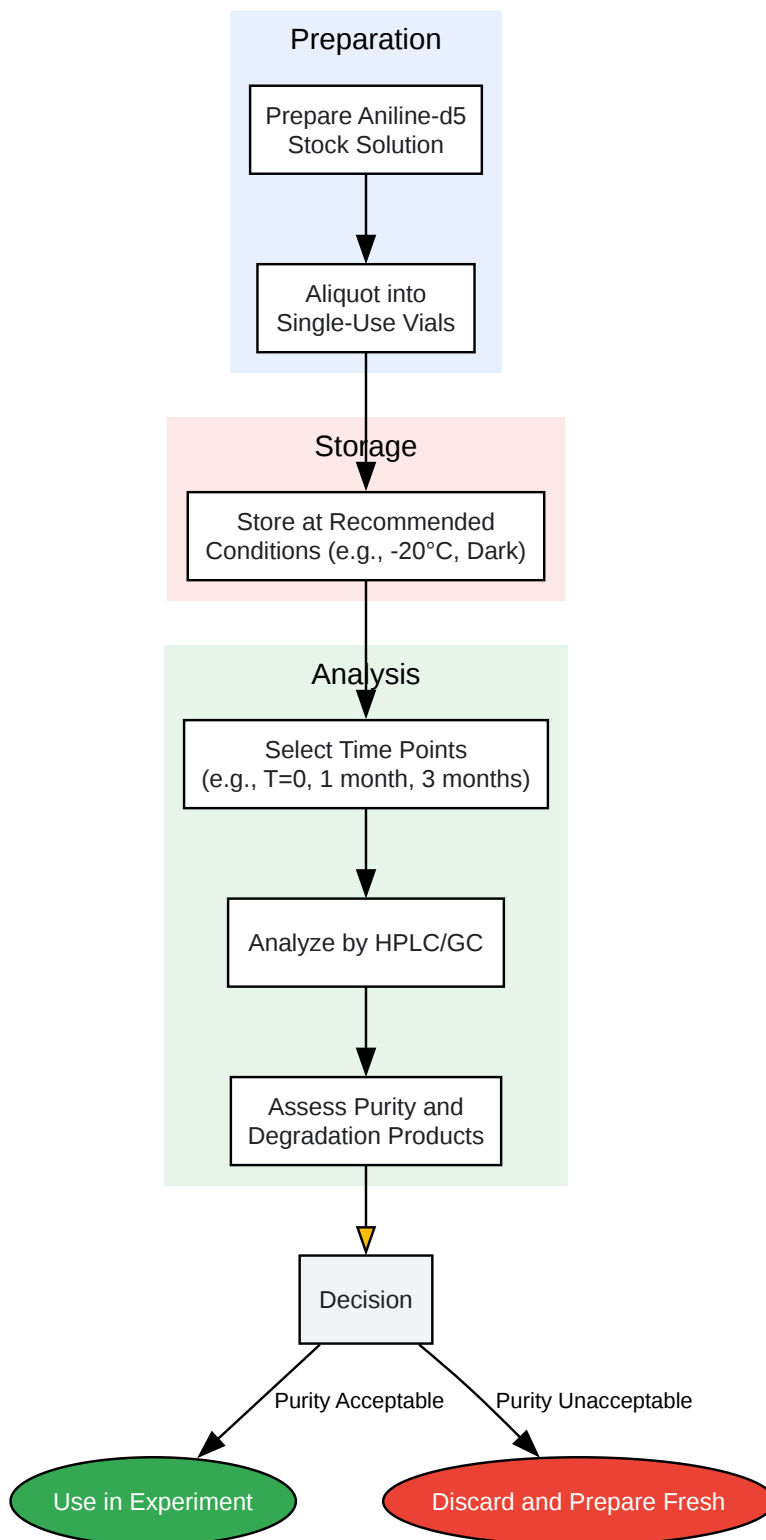 Preparation
Prepare Aniline-d5
Stock Solution
Aliquot into
Single-Use Vials
Storage
Store at Recommended
Conditions (e.g., -20°C, Dark)
Analysis
Select Time Points
(e.g., T=0, 1 month, 3 months)
Analyze by HPLC/GC
Assess Purity and
Degradation Products
Decision
Purity Acceptable
Purity Unacceptable
Use in Experiment
Discard and Prepare Fresh